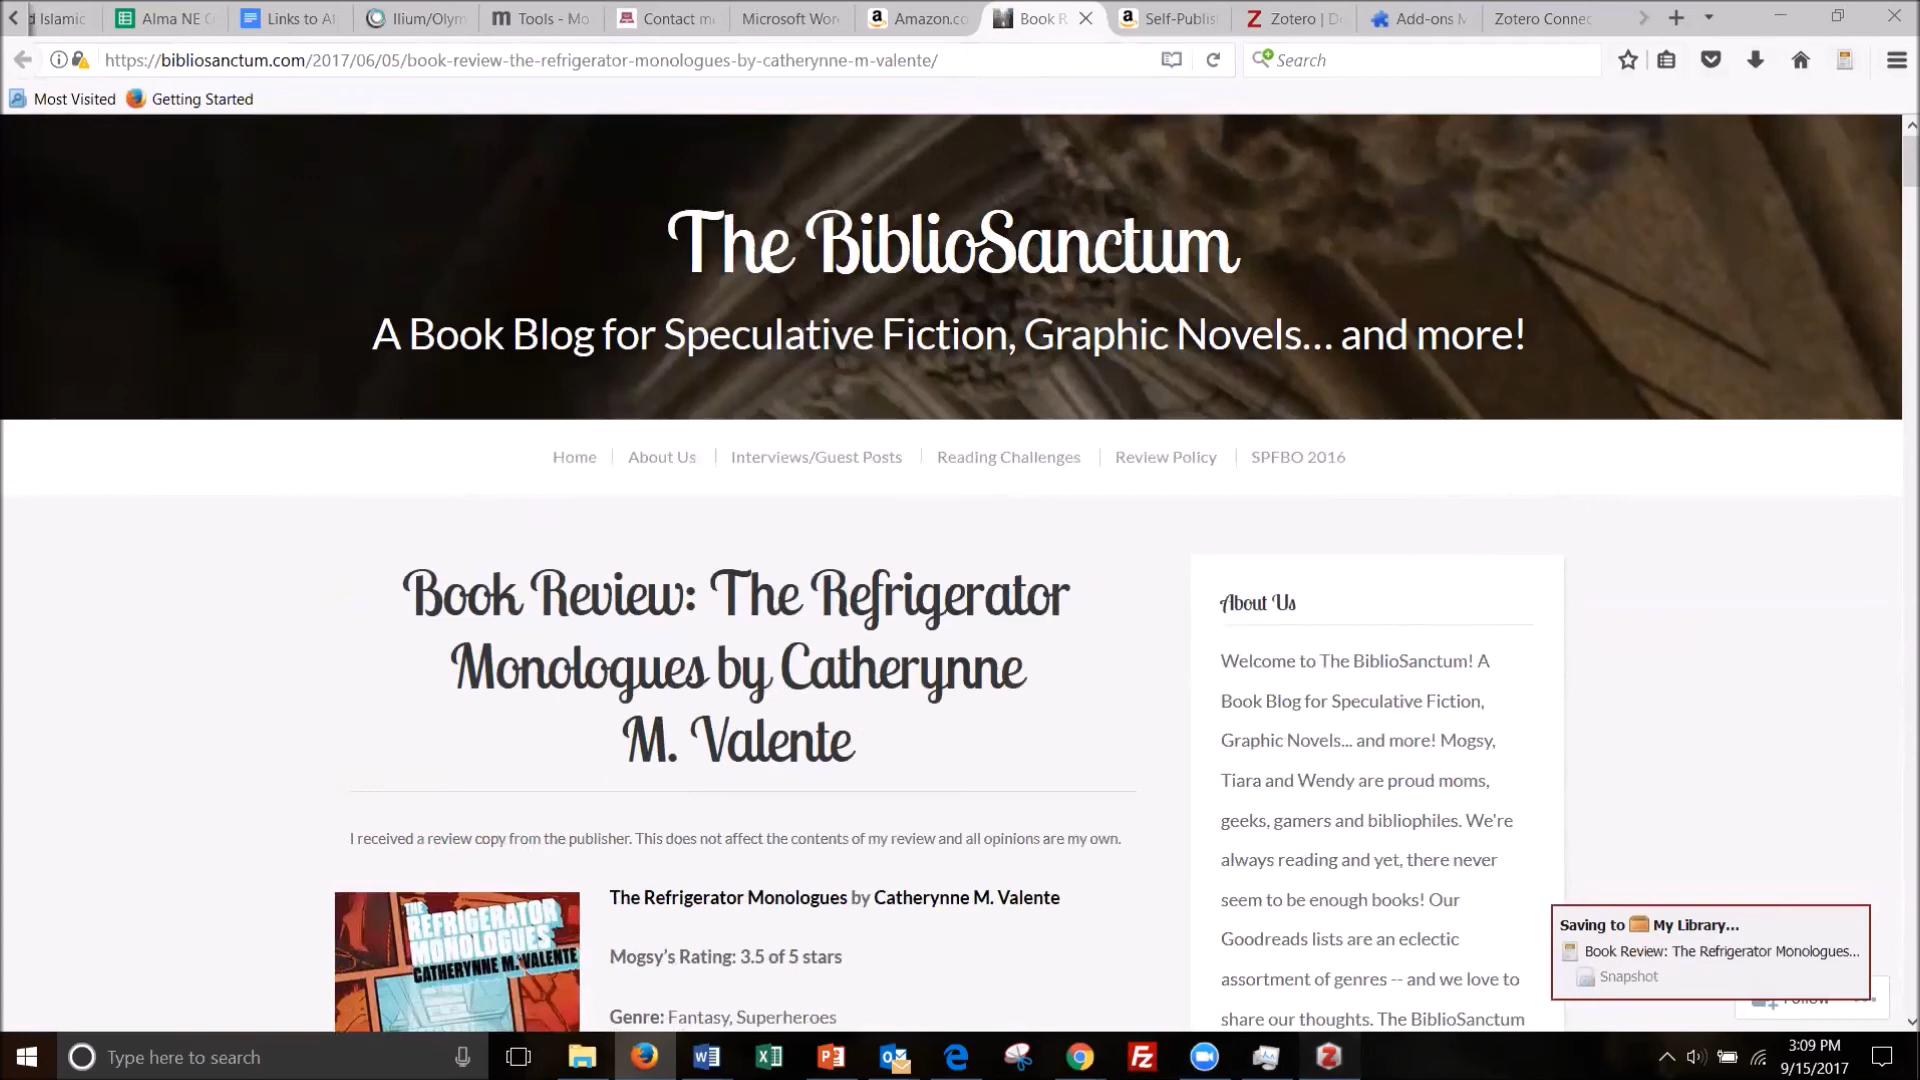 Islamic
Alma NE C
Links to A
Ilium/Olym
Tools - Mo
Contact m
Microsoft Wor
Amazon.co
Book R
Self-Publis
Zotero | D
Add-ons M
Zotero Connec
https://bibliosanctum.com/2017/06/05/book-review-the-refrigerator-monologues-by-catherynne-m-valente/
Search
Most Visited
Getting Started
The BiblioSanctum
A Book Blog for Speculative Fiction, Graphic Novels... and more!
Home
About Us
Interviews/Guest Posts
Reading Challenges
Review Policy
SPFBO 2016
Book Review: The Refrigerator
Monologues by Catherynne
M. Valente
I received a review copy from the publisher. This does not affect the contents of my review and all opinions are my own.
THE
REFRIGERATOR
MONOLOGUES
CATHERYNNE M. VALENTE
The Refrigerator Monologues by Catherynne M. Valente
Mogsy's Rating: 3.5 of 5 stars
Genre: Fantasy, Superheroes
About Us
Welcome to The BiblioSanctum! A
Book Blog for Speculative Fiction,
Graphic Novels... and more! Mogsy,
Tiara and Wendy are proud moms,
geeks, gamers and bibliophiles. We're
always reading and yet, there never
seem to be enough books! Our
Goodreads lists are an eclectic
assortment of genres -- and we love to
share our thoughts. The BiblioSanctum
Saving to My Library...
Book Review: The Refrigerator Monologues...
Snapshot
Follow
Type here to search
3:09 PM
9/15/2017